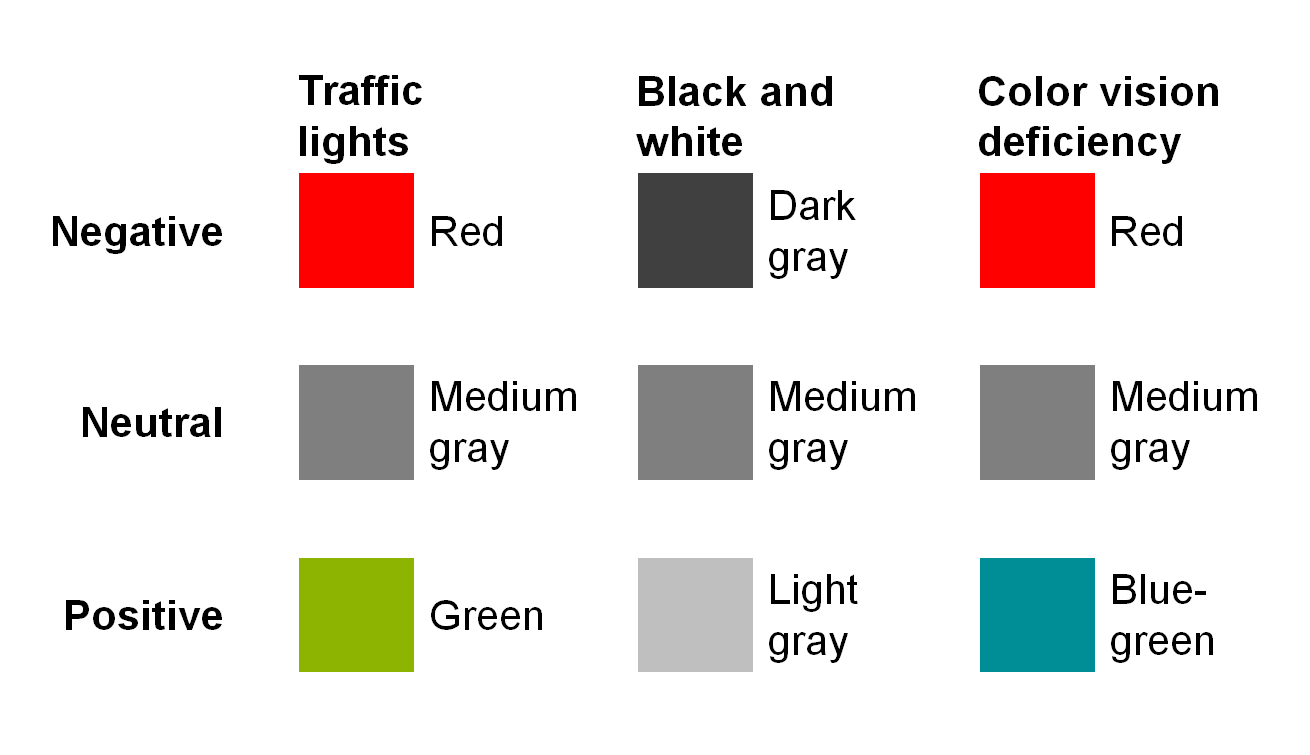 Traffic
lights
Black and
white
Color vision
deficiency
Negative
Red
Dark
gray
Red
Neutral
Medium
gray
Medium
gray
Medium
gray
Positive
Green
Light
gray
Blue-
green